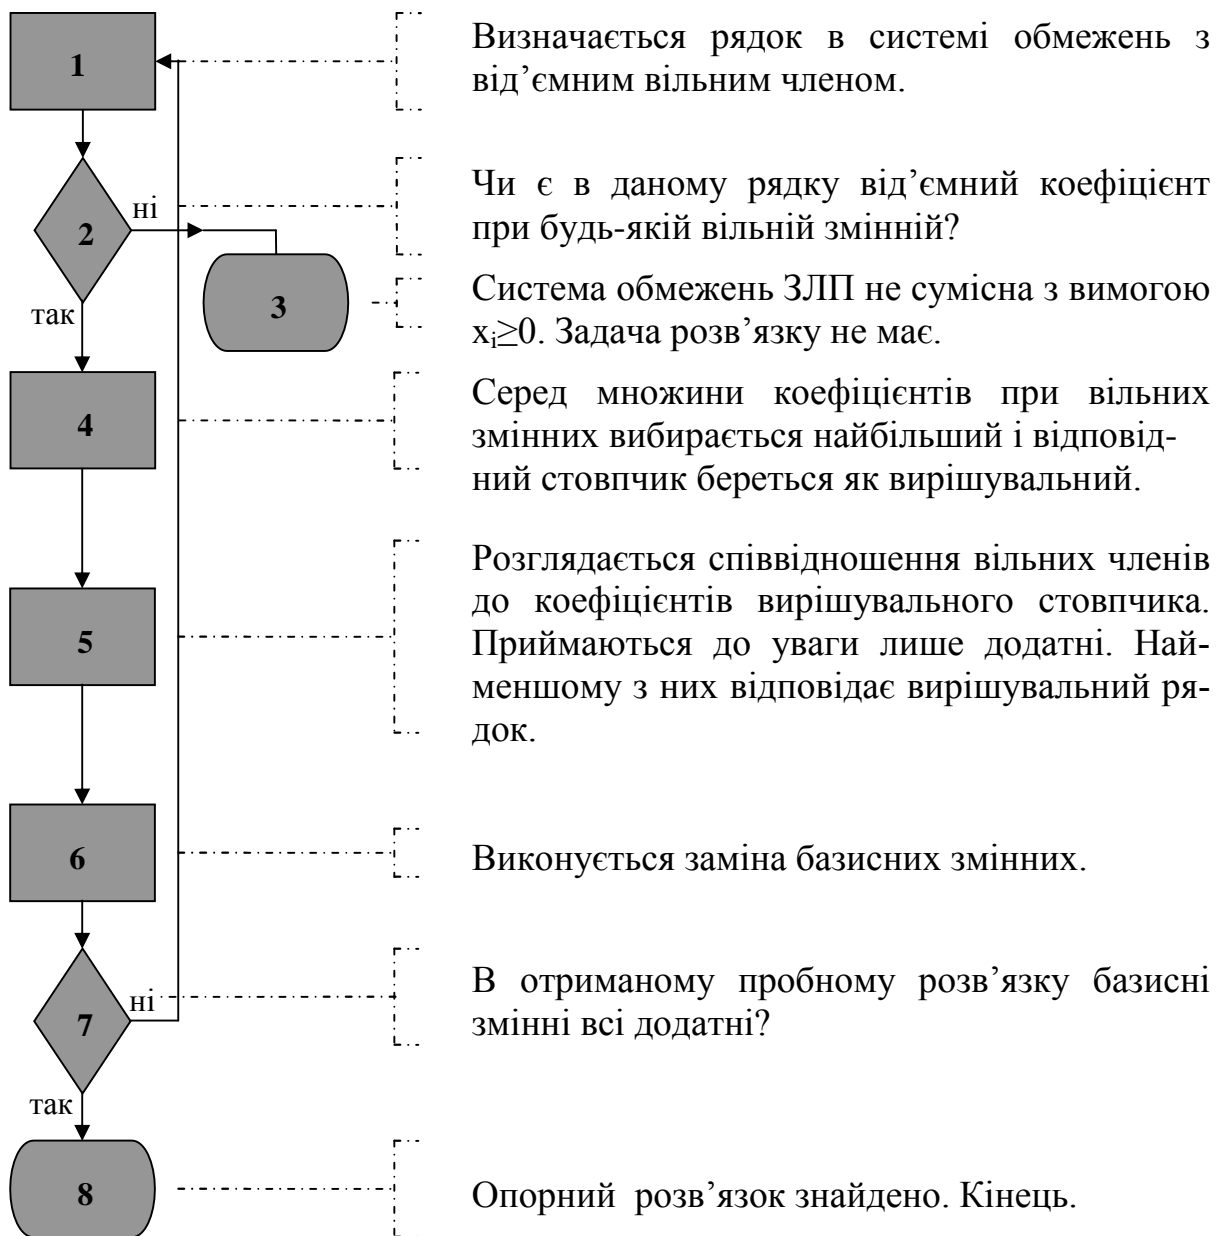 1
Визначається рядок в системі обмежень з
від’ємним вільним членом.
2
ні
так
Чи є в даному рядку від’ємний коефіцієнт
при будь-якій вільній змінній?
3
Система обмежень ЗЛП не сумісна з вимогою
xᵢ≥0. Задача розв’язку не має.
4
Серед множини коефіцієнтів при вільних
змінних вибирається найбільший і відповід-
ний стовпчик береться як вирішувальний.
5
Розглядається співвідношення вільних членів
до коефіцієнтів вирішувального стовпчика.
Приймаються до уваги лише додатні. Най-
меншому з них відповідає вирішувальний ря-
док.
6
Виконується заміна базисних змінних.
7
ні
так
В отриманому пробному розв’язку базисні
змінні всі додатні?
8
Опорний розв’язок знайдено. Кінець.